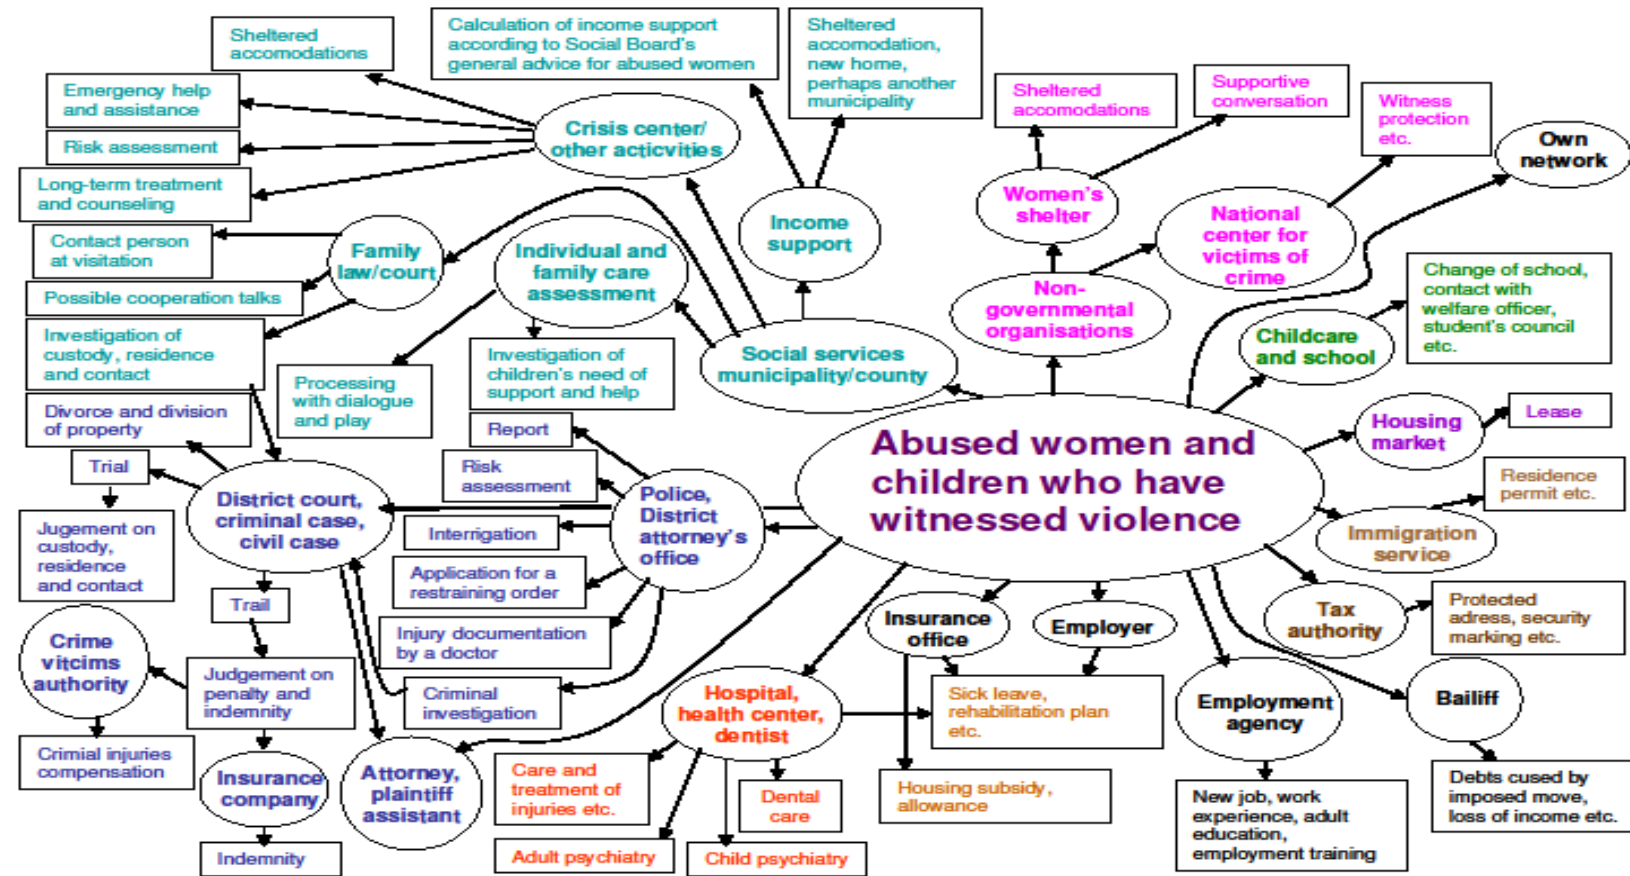 Sheltered
accomodations
Calculation of income support
according to Social Board's
general advice for abused women
Sheltered
accomodation,
new home,
perhaps another
municipality
Emergency help
and assistance
Risk assessment
Long-term treatment
and counseling
Crisis center/
other acticvities
Sheltered
accomodations
Supportive
conversation
Witness
protection
etc.
Own
network
Women's
shelter
National
center for
victims of
crime
Income
support
Contact person
at visitation
Family
law/court
Individual and
family care
assessment
Possible cooperation talks
Non-
governmental
organisations
Change of school,
contact with
welfare officer,
student's council
etc.
Childcare
and school
Investigation of
custody, residence
and contact
Processing
with dialogue
and play
Investigation of
children's need of
support and help
Social services
municipality/county
Divorce and division
of property
Report
Housing
market
Lease
Abused women and
children who have
witnessed violence
Trial
Risk
assessment
Residence
permit etc.
District court,
criminal case,
civil case
Police,
District
attorney's
office
Interrigation
Immigration
service
Jugement on
custody,
residence
and contact
Application for a
restraining order
Trail
Injury documentation
by a doctor
Insurance
office
Employer
Tax
authority
Protected
adress, security
marking etc.
Crime
vitcims
authority
Judgement on
penalty and
indemnity
Criminal
investigation
Hospital,
health center,
dentist
Sick leave,
rehabilitation plan
etc.
Employment
agency
Bailiff
Crimial injuries
compensation
Insurance
company
Attorney,
plaintiff
assistant
Care and
treatment of
injuries etc.
Dental
care
Housing subsidy,
allowance
New job, work
experience, adult
education,
employment training
Debts cused by
imposed move,
loss of income etc.
Indemnity
Adult psychiatry
Child psychiatry